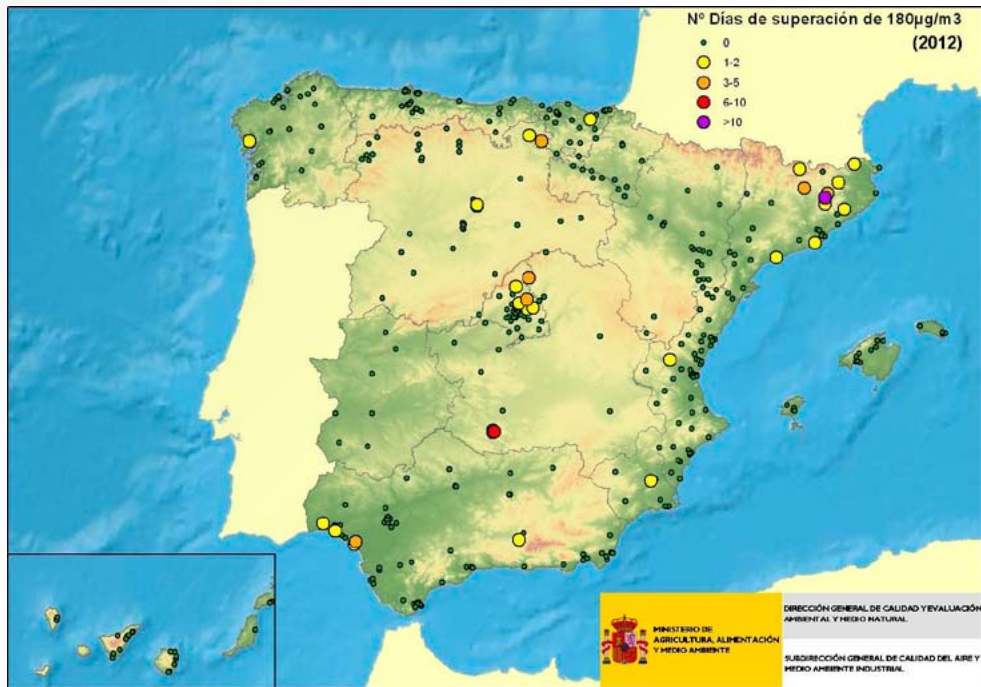 Nº Días de superación de 180µg/m3
(2012)
0
1-2
3-5
6-10
>10
MINISTERIO DE
AGRICULTURA, ALIMENTACIÓN
Y MEDIO AMBIENTE
DIRECCIÓN GENERAL DE CALIDAD Y EVALUACIÓN
AMBIENTAL Y MEDIO NATURAL
SUBDIRECCIÓN GENERAL DE CALIDAD DEL AIRE Y
MEDIO AMBIENTE INDUSTRIAL